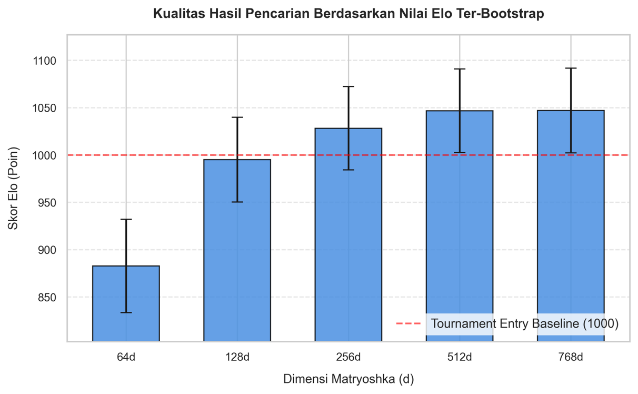 Kualitas Hasil Pencarian Berdasarkan Nilai Elo Ter-Bootstrap
Skor Elo (Poin)
1100
1050
1000
950
900
850
Tournament Entry Baseline (1000)
64d 128d 256d 512d 768d
Dimensi Matryoshka (d)